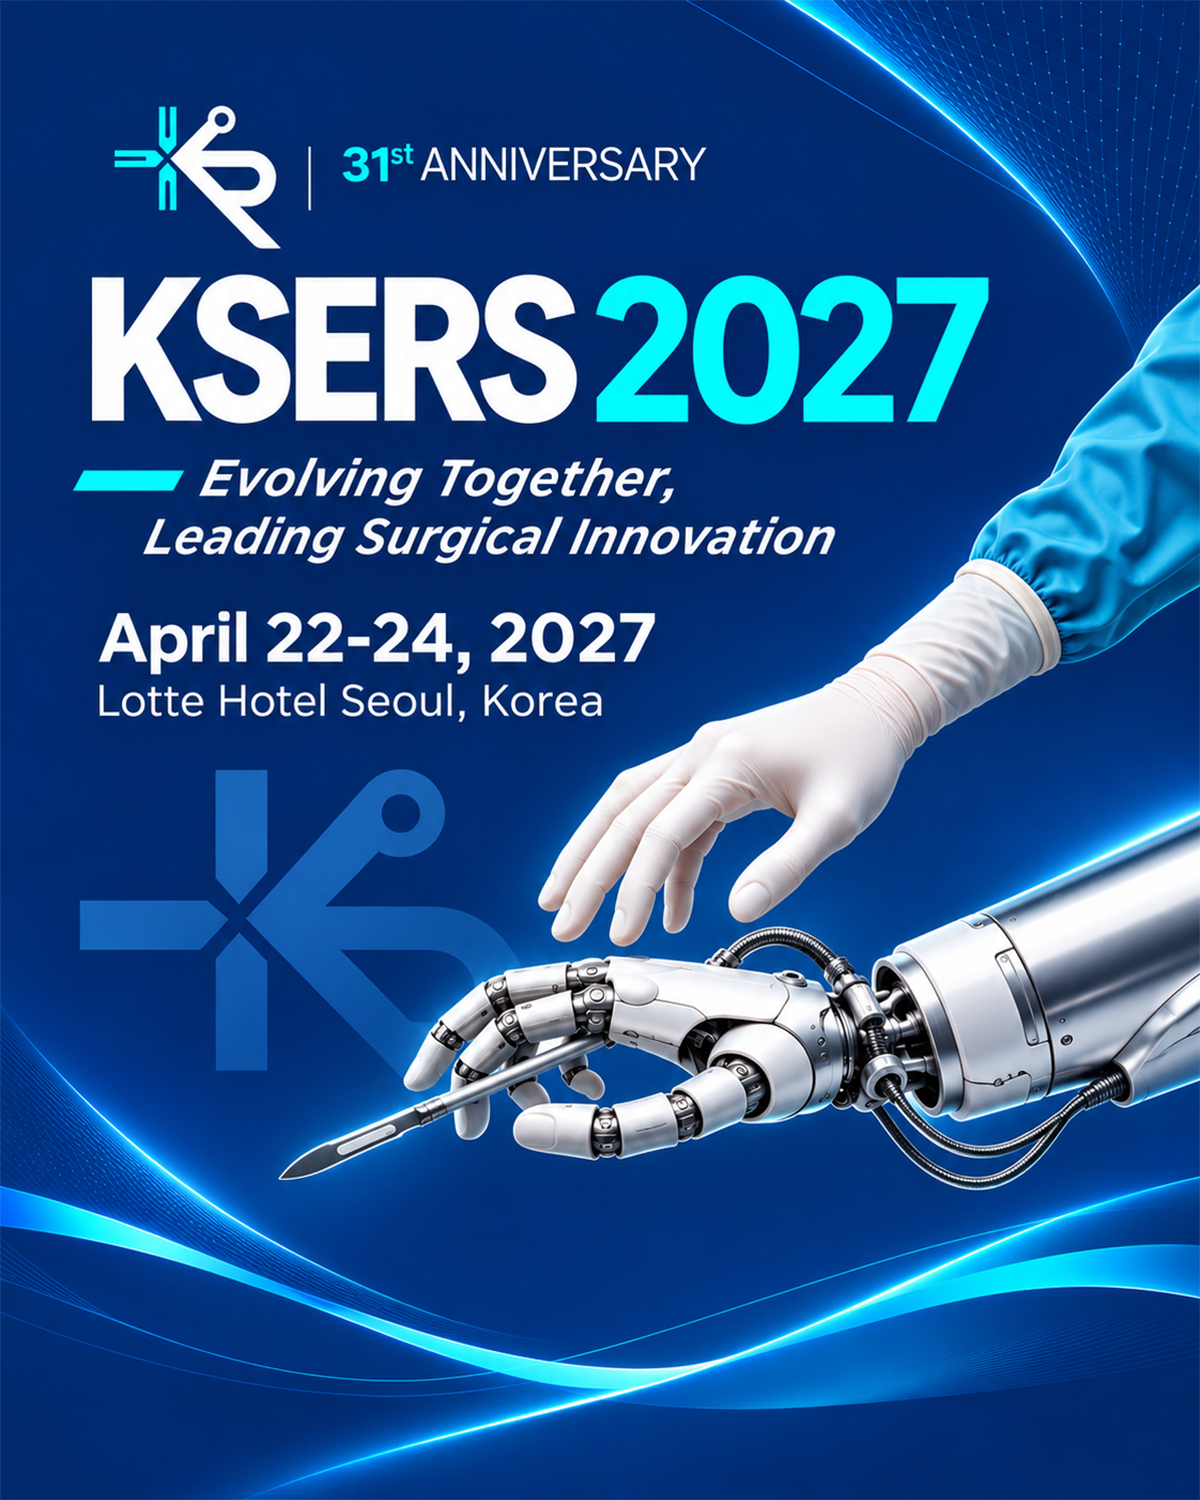 31st ANNIVERSARY
KSERS 2027
Evolving Together,
Leading Surgical Innovation
April 22-24, 2027
Lotte Hotel Seoul, Korea